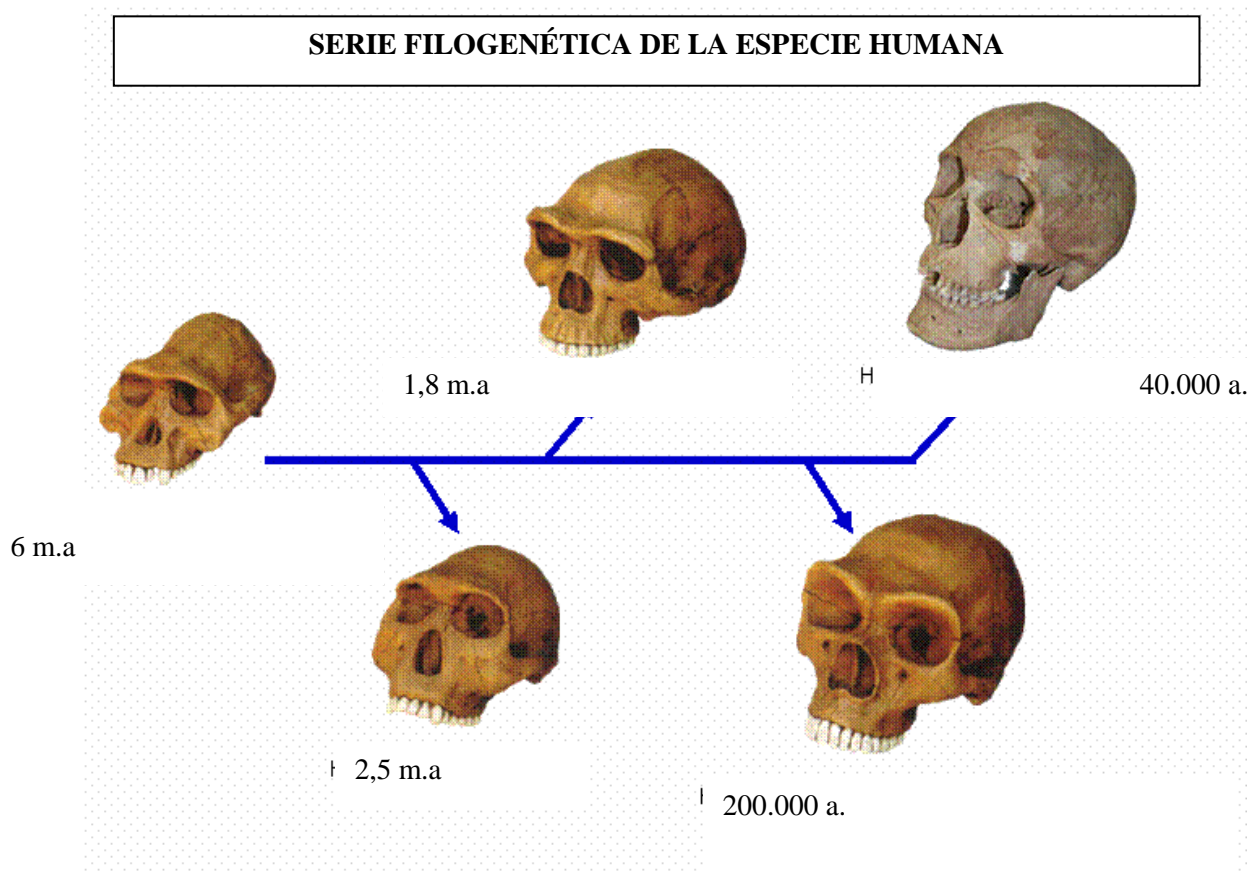 SERIE FILOGENÉTICA DE LA ESPECIE HUMANA
1,8 m.a
H
40.000 a.
6 m.a
2,5 m.a
200.000 a.